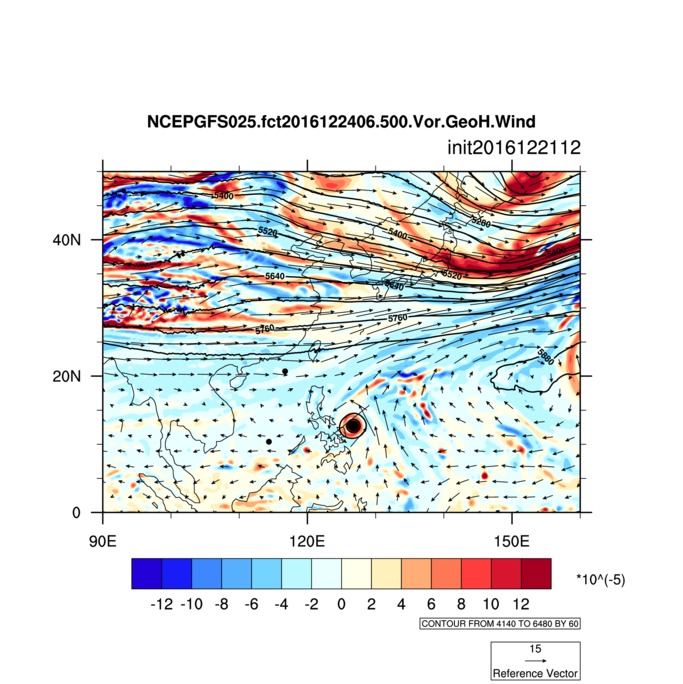 NCEPGFS025.fct2016122406.500.Vor.GeoH.Wind
init2016122112
5400
5280
5520
5400
40N
5640
5520
5640
5760
5760
5880
20N
0
90E 120E 150E
-12 -10 -8 -6 -4 -2 0 2 4 6 8 10 12
*10^(-5)
CONTOUR FROM 4140 TO 6480 BY 60
15
Reference Vector